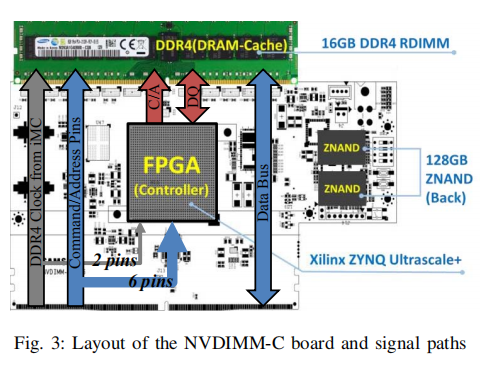 DDR4(DRAM-Cache)
16GB DDR4 RDIMM
DDR4 Clock from iMC
Command/Address Pins
C/A
DQ
Data Bus
FPGA
(Controller)
ZNAND
ZNAND
128GB
ZNAND
(Back)
2 pins
6 pins
Xilinx ZYNQ Ultrascale+
Fig. 3: Layout of the NVDIMM-C board and signal paths